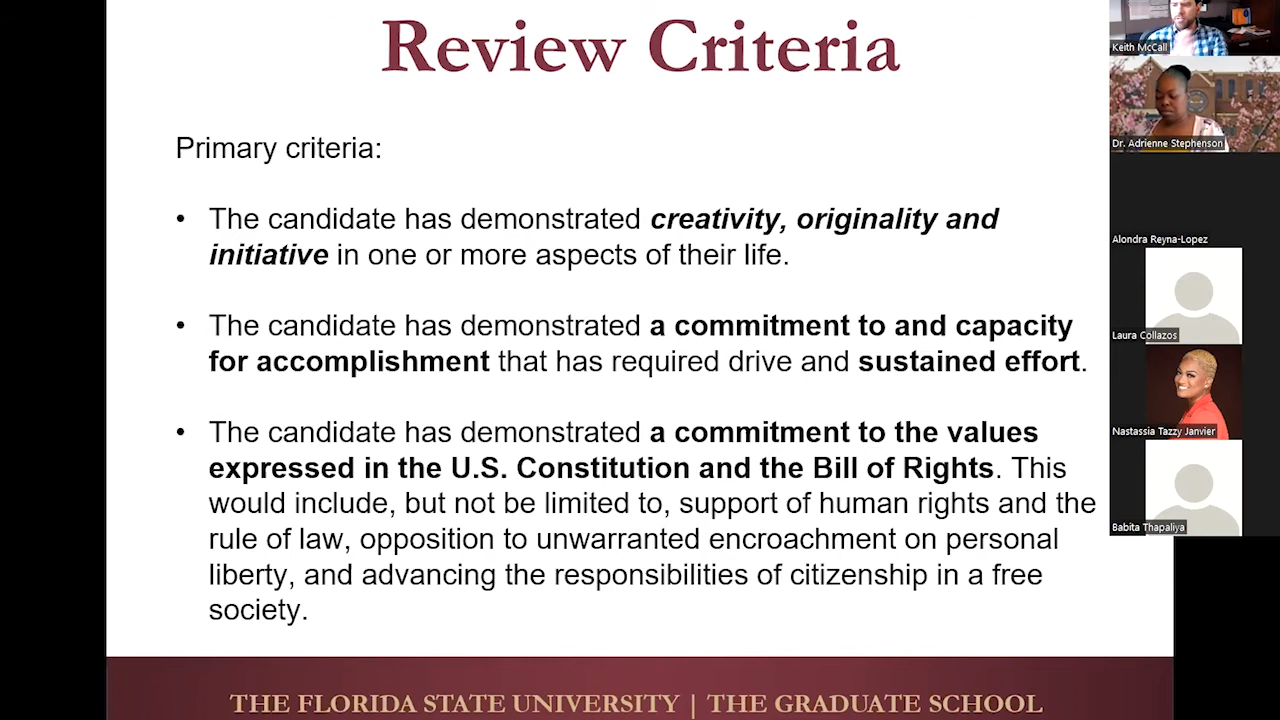 Review Criteria
Primary criteria:
• The candidate has demonstrated creativity, originality and
initiative in one or more aspects of their life.
• The candidate has demonstrated a commitment to and capacity
for accomplishment that has required drive and sustained effort.
• The candidate has demonstrated a commitment to the values
expressed in the U.S. Constitution and the Bill of Rights. This
would include, but not be limited to, support of human rights and the
rule of law, opposition to unwarranted encroachment on personal
liberty, and advancing the responsibilities of citizenship in a free
society.
THE FLORIDA STATE UNIVERSITY | THE GRADUATE SCHOOL
Keith McCall
Dr. Adrienne Stephenson
Alondra Reyna-Lopez
Laura Collazos
Nastassia Tazzy Janvier
Babita Thapaliya